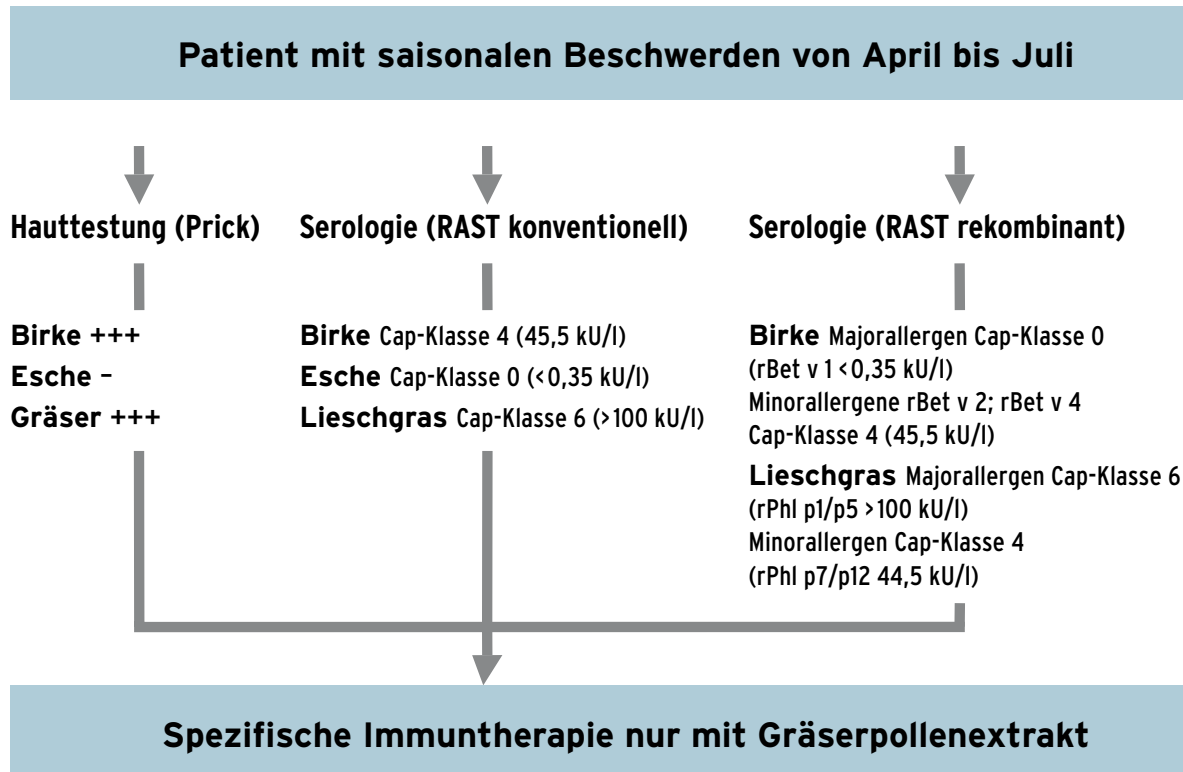 Patient mit saisonalen Beschwerden von April bis Juli
Hauttestung (Prick)
Birke +++
Esche –
Gräser +++
Serologie (RAST konventionell)
Birke Cap-Klasse 4 (45,5 kU/l)
Esche Cap-Klasse 0 (<0,35 kU/l)
Lieschgras Cap-Klasse 6 (>100 kU/l)
Serologie (RAST rekombinant)
Birke Majorallergen Cap-Klasse 0
(rBet v 1 <0,35 kU/l)
Minorallergene rBet v 2; rBet v 4
Cap-Klasse 4 (45,5 kU/l)
Lieschgras Majorallergen Cap-Klasse 6
(rPhl p1/p5 >100 kU/l)
Minorallergen Cap-Klasse 4
(rPhl p7/p12 44,5 kU/l)
Spezifische Immuntherapie nur mit Gräserpollenextrakt